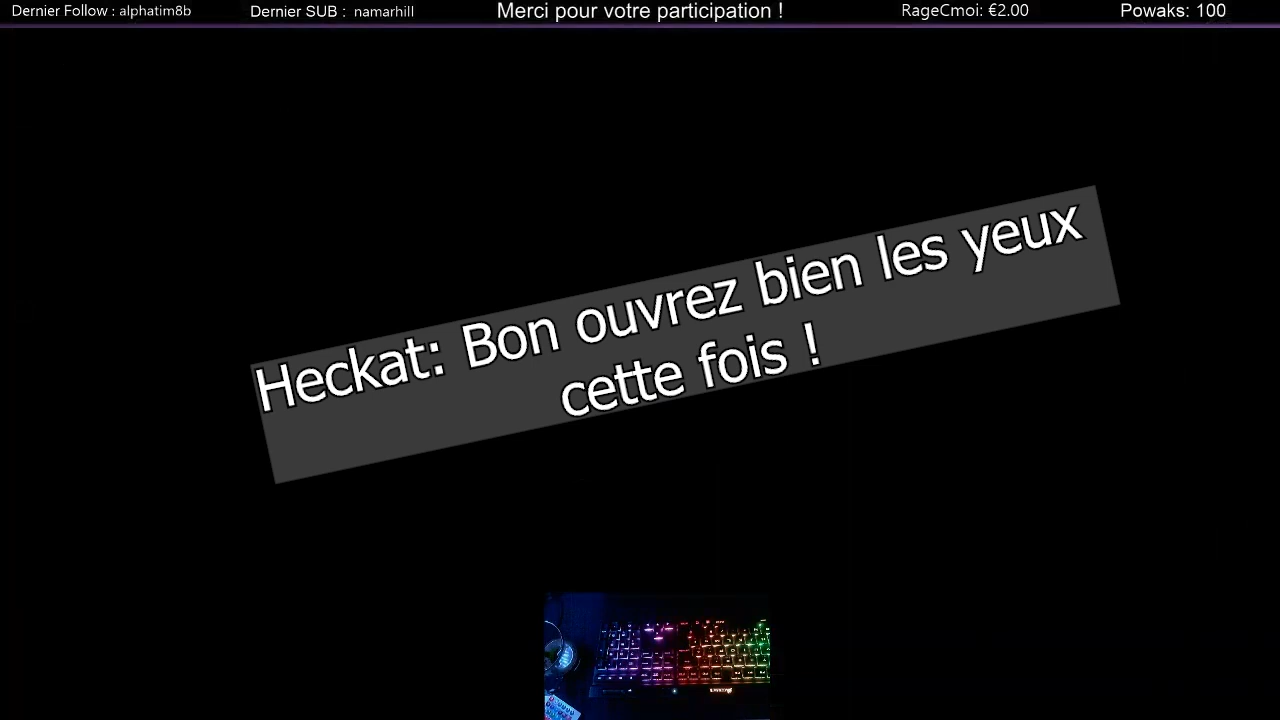 Dernier Follow : alphatim8b
Dernier SUB : namarhill
Merci pour votre participation !
RageCmoi: €2.00
Powaks: 100
Heckat: Bon ouvrez bien les yeux
cette fois !